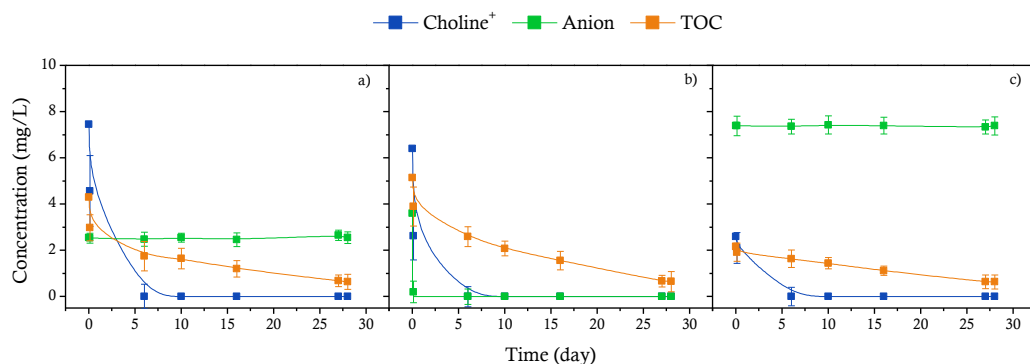 Choline+ Anion TOC
a) b) c)
Concentration (mg/L)
10
8
6
4
2
0
0 5 10 15 20 25 30 0 5 10 15 20 25 30 0 5 10 15 20 25 30
Time (day)